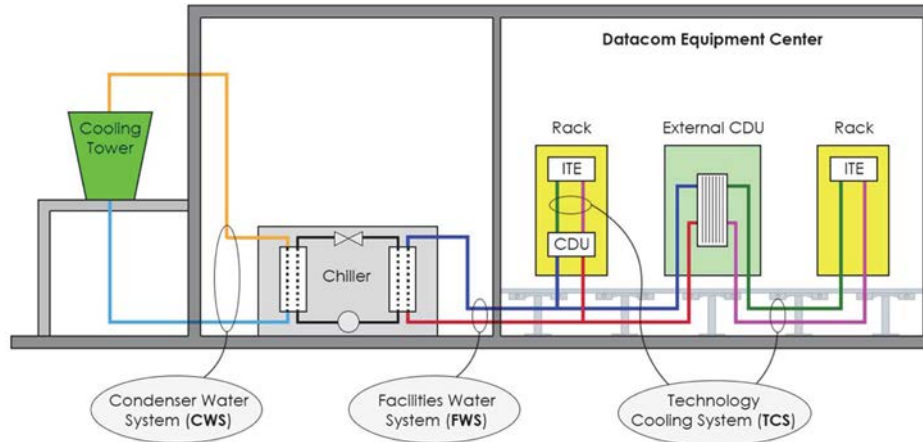 Datacom Equipment Center
Cooling
Tower
Rack
External CDU
Rack
ITE
ITE
CDU
Chiller
Condenser Water
System (CWS)
Facilities Water
System (FWS)
Technology
Cooling System (TCS)